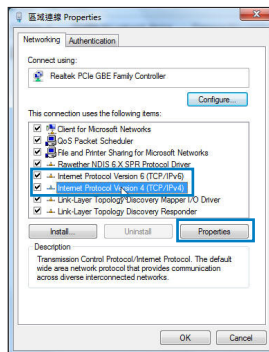 區域連線 Properties
Networking
Authentication
Connect using:
Realtek PCIe GBE Family Controller
Configure...
This connection uses the following items:
Client for Microsoft Networks
QoS Packet Scheduler
File and Printer Sharing for Microsoft Networks
Rawether NDIS 6.X SPR Protocol Driver
Internet Protocol Version 6 (TCP/IPv6)
Internet Protocol Version 4 (TCP/IPv4)
Link-Layer Topology Discovery Mapper I/O Driver
Link-Layer Topology Discovery Responder
Install...
Uninstall
Properties
Description
Transmission Control Protocol/Internet Protocol. The default
wide area network protocol that provides communication
across diverse interconnected networks.
OK
Cancel